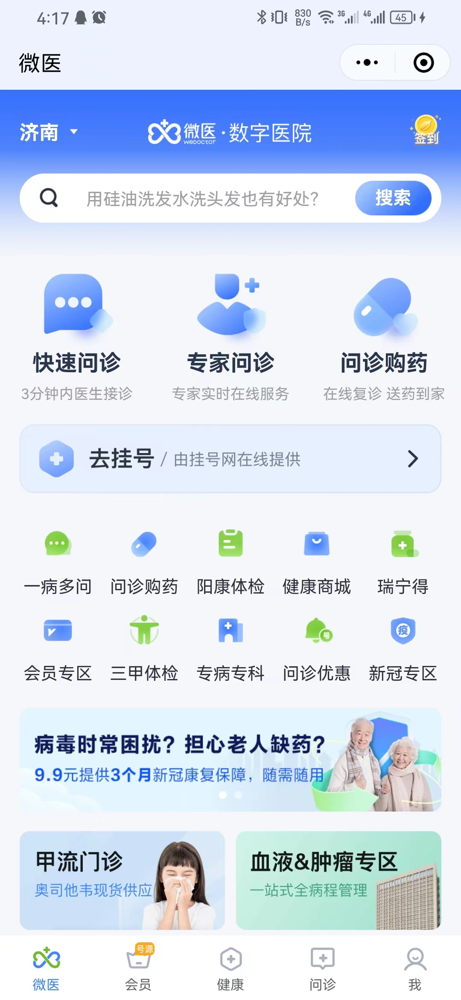 4:17
830
B/s
3G
4G
45
微医
济南
微医
WEDOCTOR
·数字医院
签到
用硅油洗发水洗头发也有好处?
搜索
快速问诊
专家问诊
问诊购药
3分钟内医生接诊
专家实时在线服务
在线复诊 送药到家
去挂号 / 由挂号网在线提供
一病多问
问诊购药
阳康体检
健康商城
瑞宁得
号
疫
会员专区
三甲体检
专病专科
问诊优惠
新冠专区
病毒时常困扰？担心老人缺药？
9.9元提供3个月新冠康复保障，随需随用
甲流门诊
奥司他韦现货供应
血液&肿瘤专区
一站式全病程管理
号源
微医
会员
健康
问诊
我